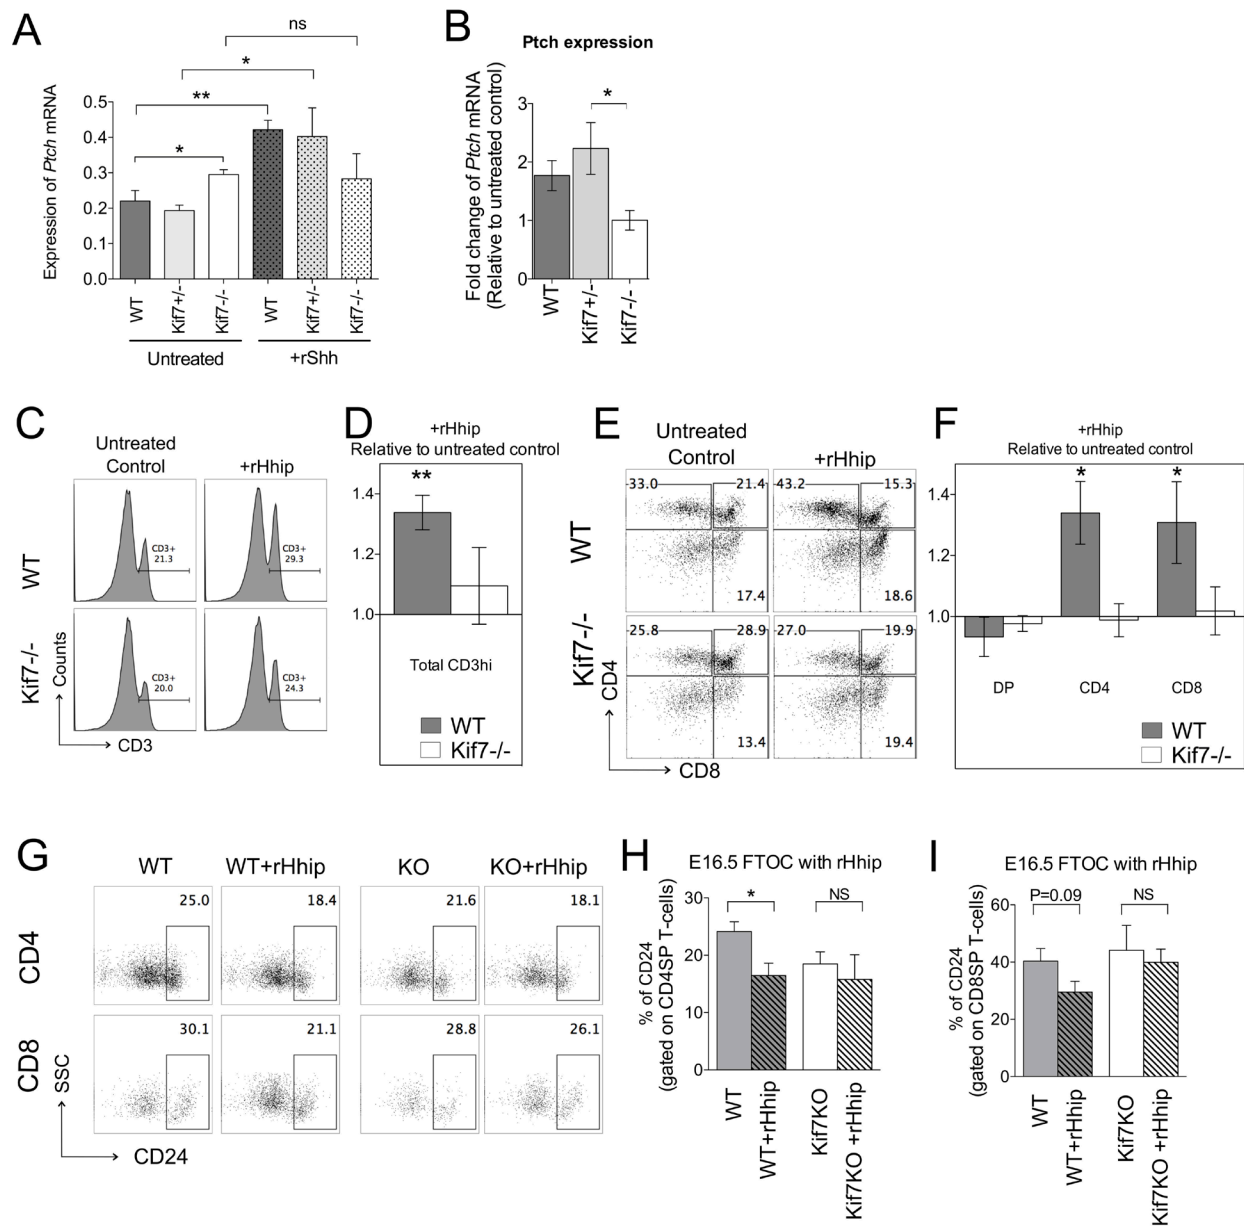 A
ns
*
**
*
Expression of Ptch mRNA
0.5
0.4
0.3
0.2
0.1
0.0
WT
Kif7+/-
Kif7-/-
WT
Kif7+/-
Kif7-/-
Untreated
+rShh
B
Ptch expression
*
Fold change of Ptch mRNA
(Relative to untreated control)
3
2
1
0
WT
Kif7+/-
Kif7-/-
C
Untreated
Control
+rHhip
WT
CD3+
21.3
CD3+
29.3
Kif7-/-
CD3+
20.0
CD3+
24.3
Counts
CD3
D
+rHhip
Relative to untreated control
**
1.4
1.2
1.0
Total CD3hi
WT
Kif7-/-
E
Untreated
Control
+rHhip
WT
33.0
21.4
17.4
43.2
15.3
18.6
Kif7-/-
25.8
28.9
13.4
27.0
19.9
19.4
CD4
CD8
F
+rHhip
Relative to untreated control
*
*
1.4
1.2
1.0
DP
CD4
CD8
WT
Kif7-/-
G
WT
WT+rHhip
KO
KO+rHhip
CD4
25.0
18.4
21.6
18.1
CD8
30.1
21.1
28.8
26.1
SSC
CD24
H
E16.5 FTOC with rHhip
% of CD24
(gated on CD4SP T-cells)
30
20
10
0
*
NS
WT
WT+rHhip
Kif7KO
Kif7KO +rHhip
I
E16.5 FTOC with rHhip
% of CD24
(gated on CD8SP T-cells)
60
40
20
0
P=0.09
NS
WT
WT+rHhip
Kif7KO
Kif7KO +rHhip